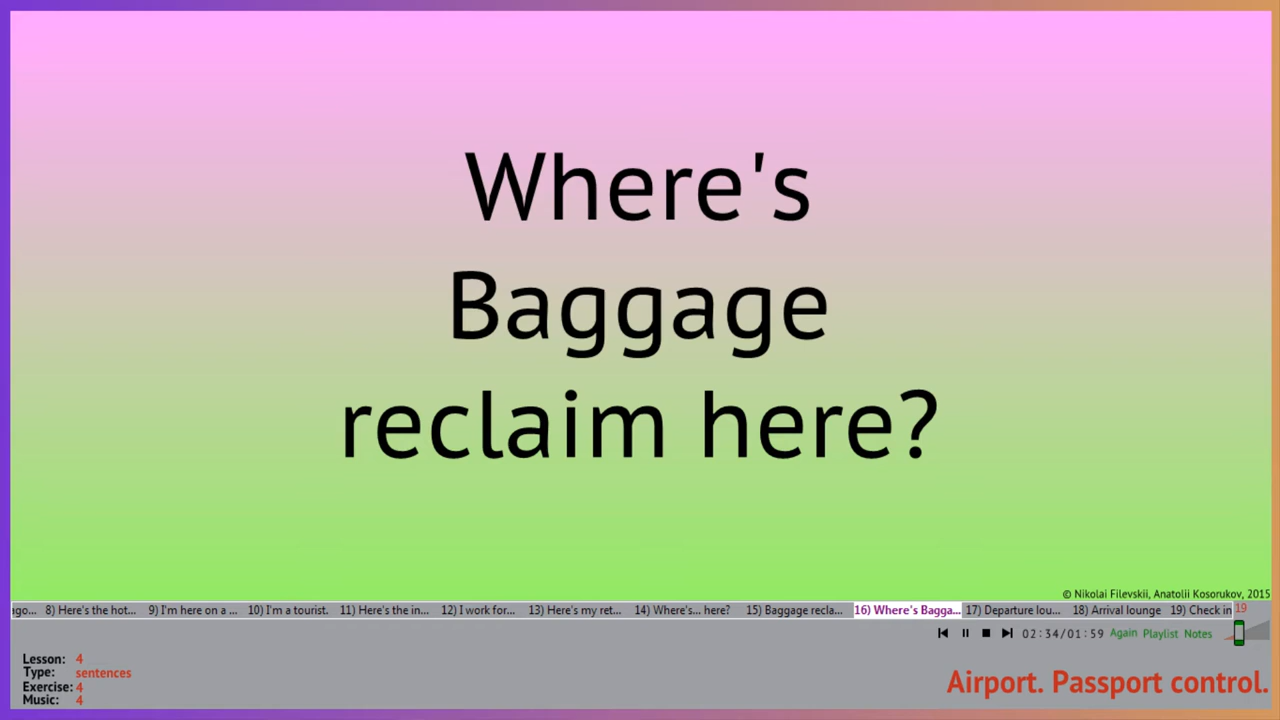 Where's
Baggage
reclaim here?
© Nikolai Filevskii, Anatolii Kosorukov, 2015
ago... 8) Here's the hot... 9) I'm here on a ... 10) I'm a tourist. 11) Here's the in... 12) I work for... 13) Here's my ret... 14) Where's... here? 15) Baggage recla... 16) Where's Bagga... 17) Departure lou... 18) Arrival lounge 19) Check in 19
02:34/01:59 Again Playlist Notes
Lesson: 4
Type: sentences
Exercise: 4
Music: 4
Airport. Passport control.